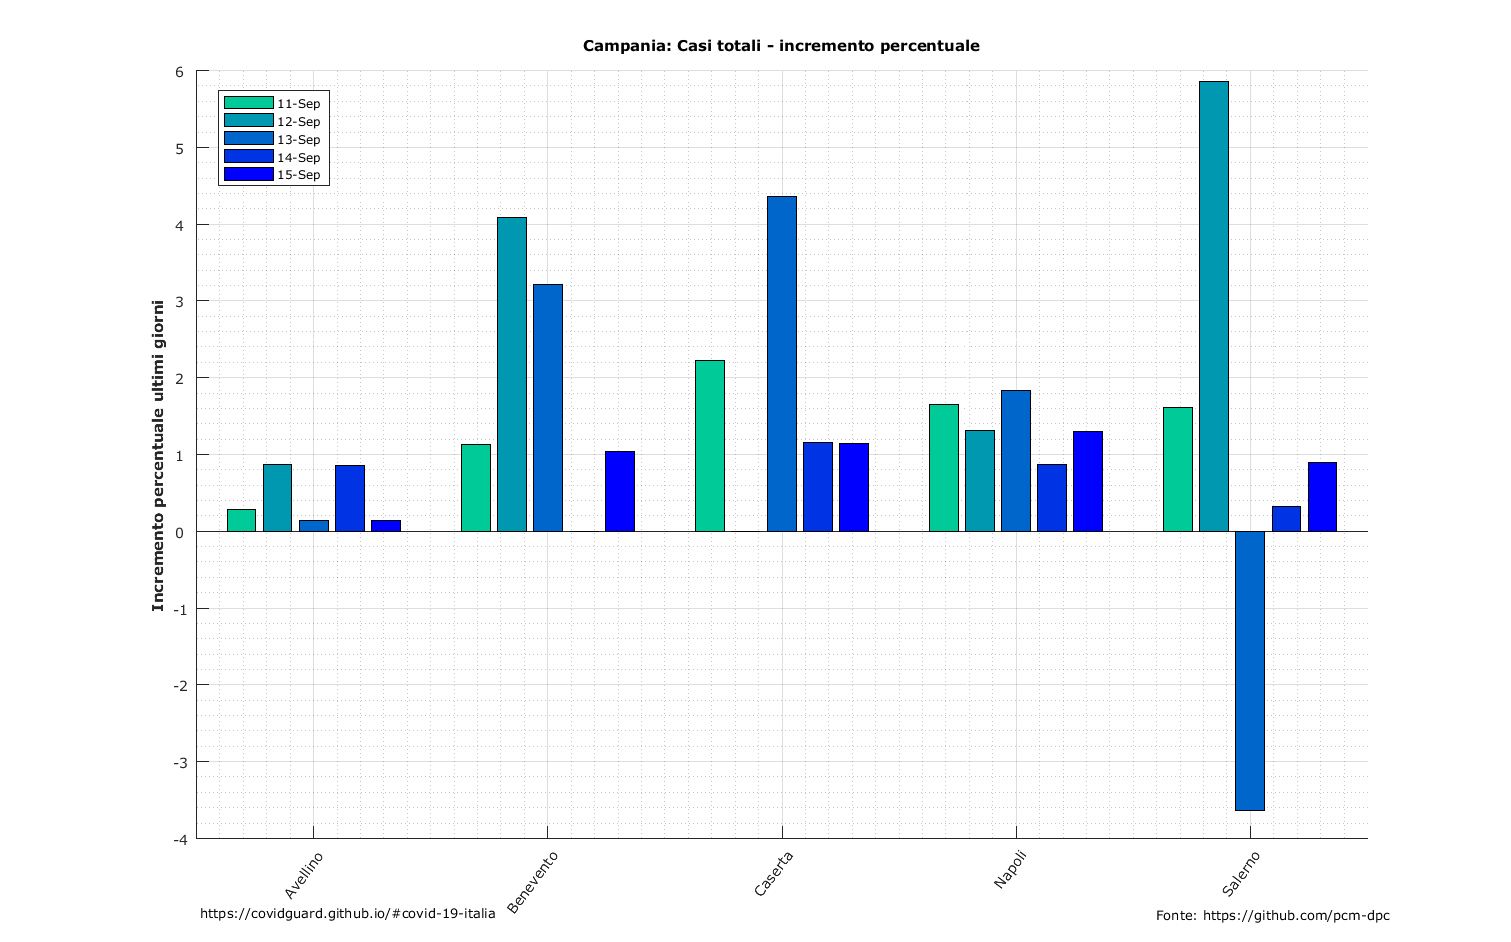 Campania: Casi totali - incremento percentuale
Incremento percentuale ultimi giorni
6
5
4
3
2
1
0
-1
-2
-3
-4
11-Sep
12-Sep
13-Sep
14-Sep
15-Sep
Avellino
Benevento
Caserta
Napoli
Salerno
https://covidguard.github.io/#covid-19-italia
Fonte: https://github.com/pcm-dpc